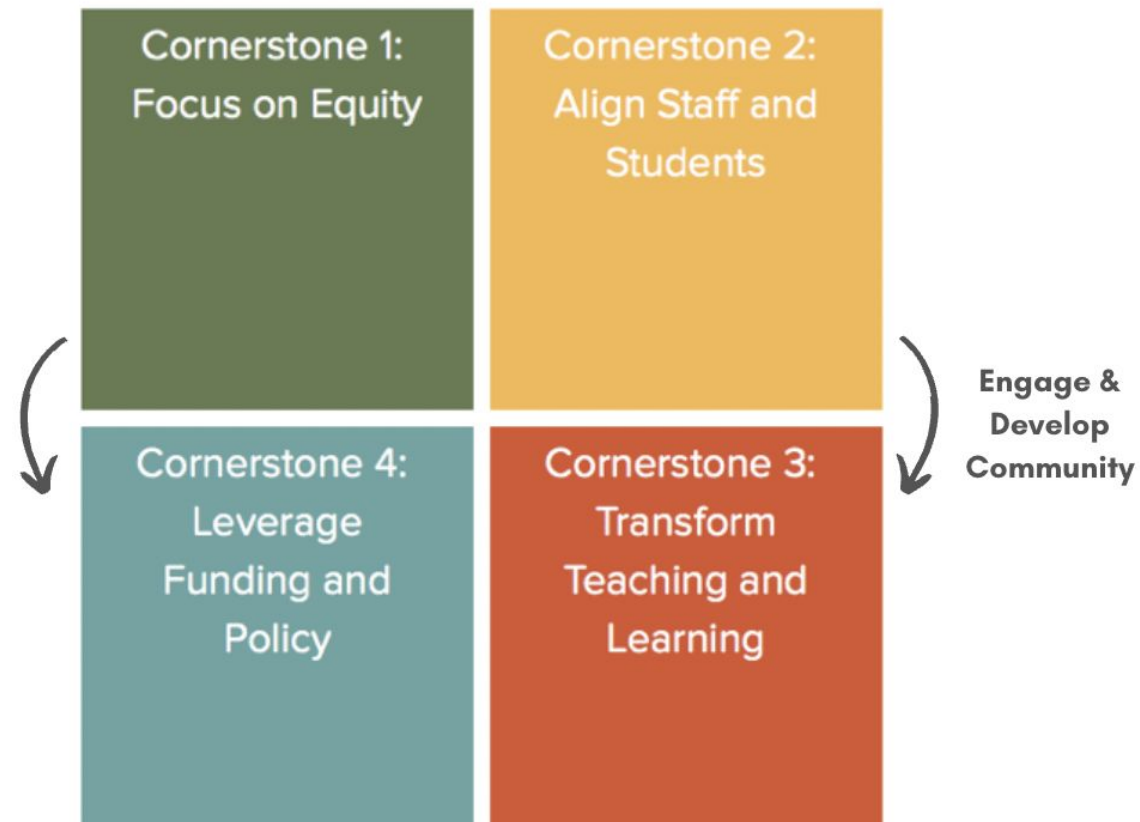 Cornerstone 1:
Focus on Equity
Cornerstone 2:
Align Staff and
Students
Engage &
Develop
Community
Cornerstone 4:
Leverage
Funding and
Policy
Cornerstone 3:
Transform
Teaching and
Learning